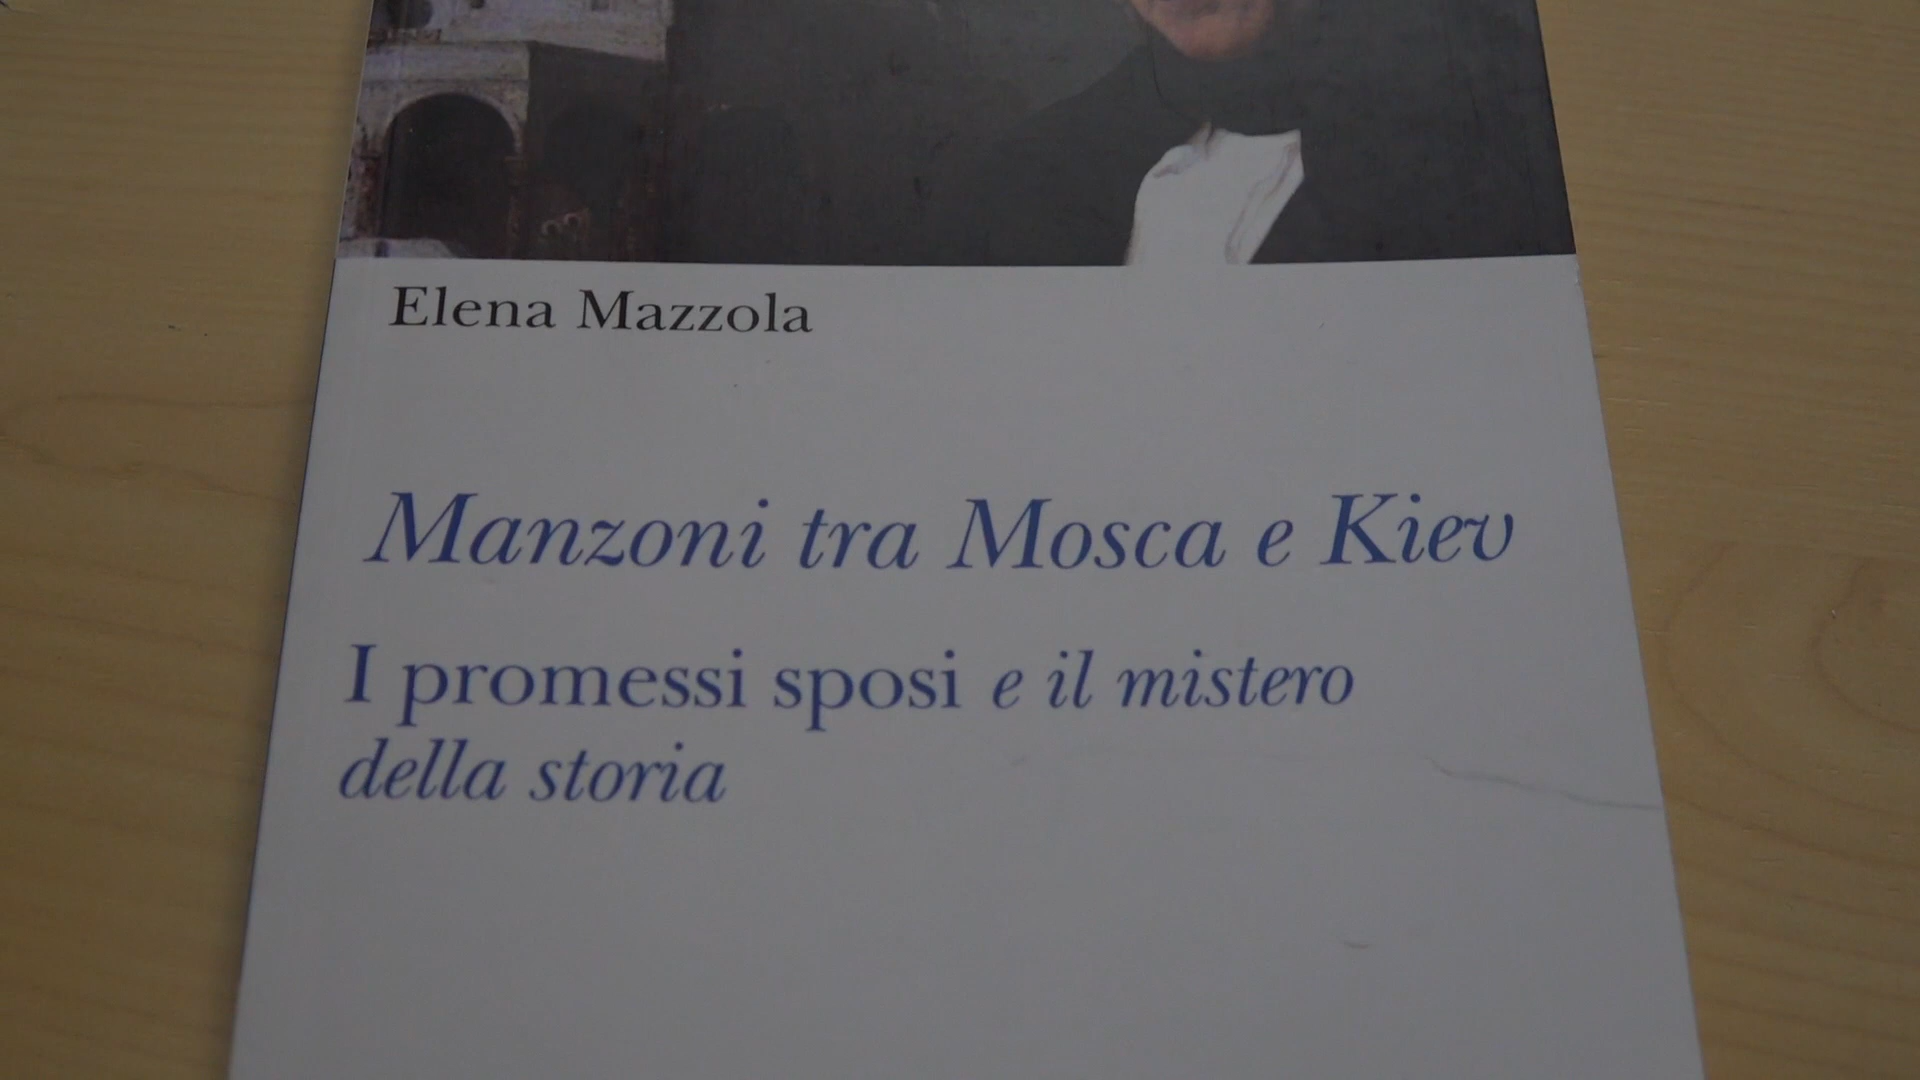 Elena Mazzola
Manzoni tra Mosca e Kiev
I promessi sposi e il mistero
della storia